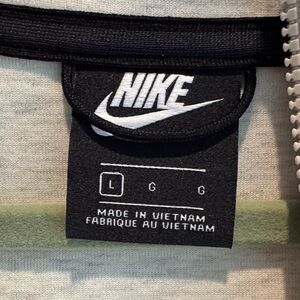 NIKE
L G G
MADE IN VIETNAM
FABRIQUE AU VIETNAM